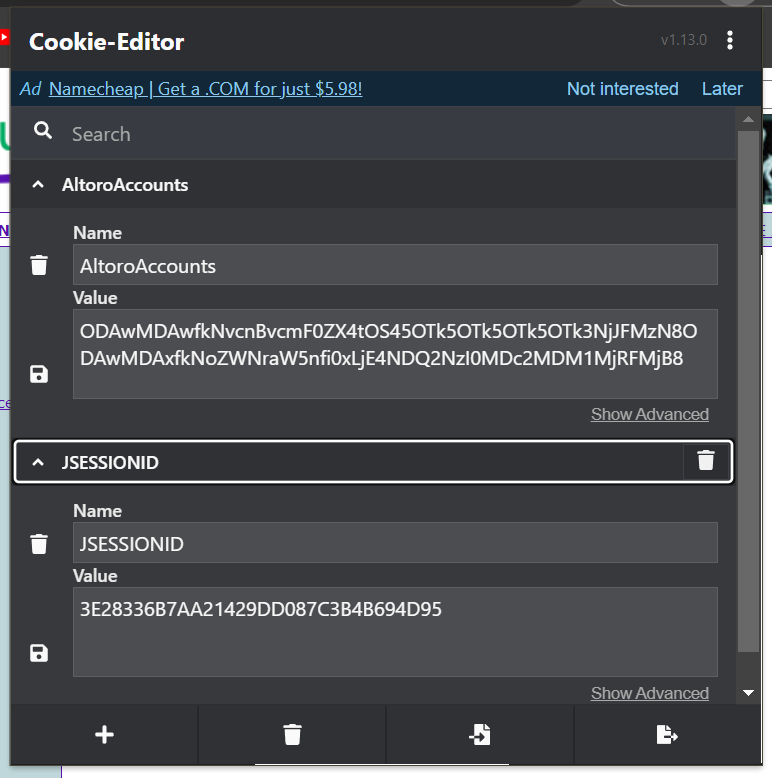 Cookie-Editor
v1.13.0
Ad Namecheap | Get a .COM for just $5.98!
Not interested
Later
Search
AltoroAccounts
Name
AltoroAccounts
Value
ODAwMDAwfkNvcnBvcmF0ZX4tOS45OTk5OTk5OTk5OTk3NjJFMzN8O
DAwMDAxfkNoZWNraW5nfi0xLjE4NDQ2NzI0MDc2MDM1MjRFMjB8
Show Advanced
JSESSIONID
Name
JSESSIONID
Value
3E28336B7AA21429DD087C3B4B694D95
Show Advanced